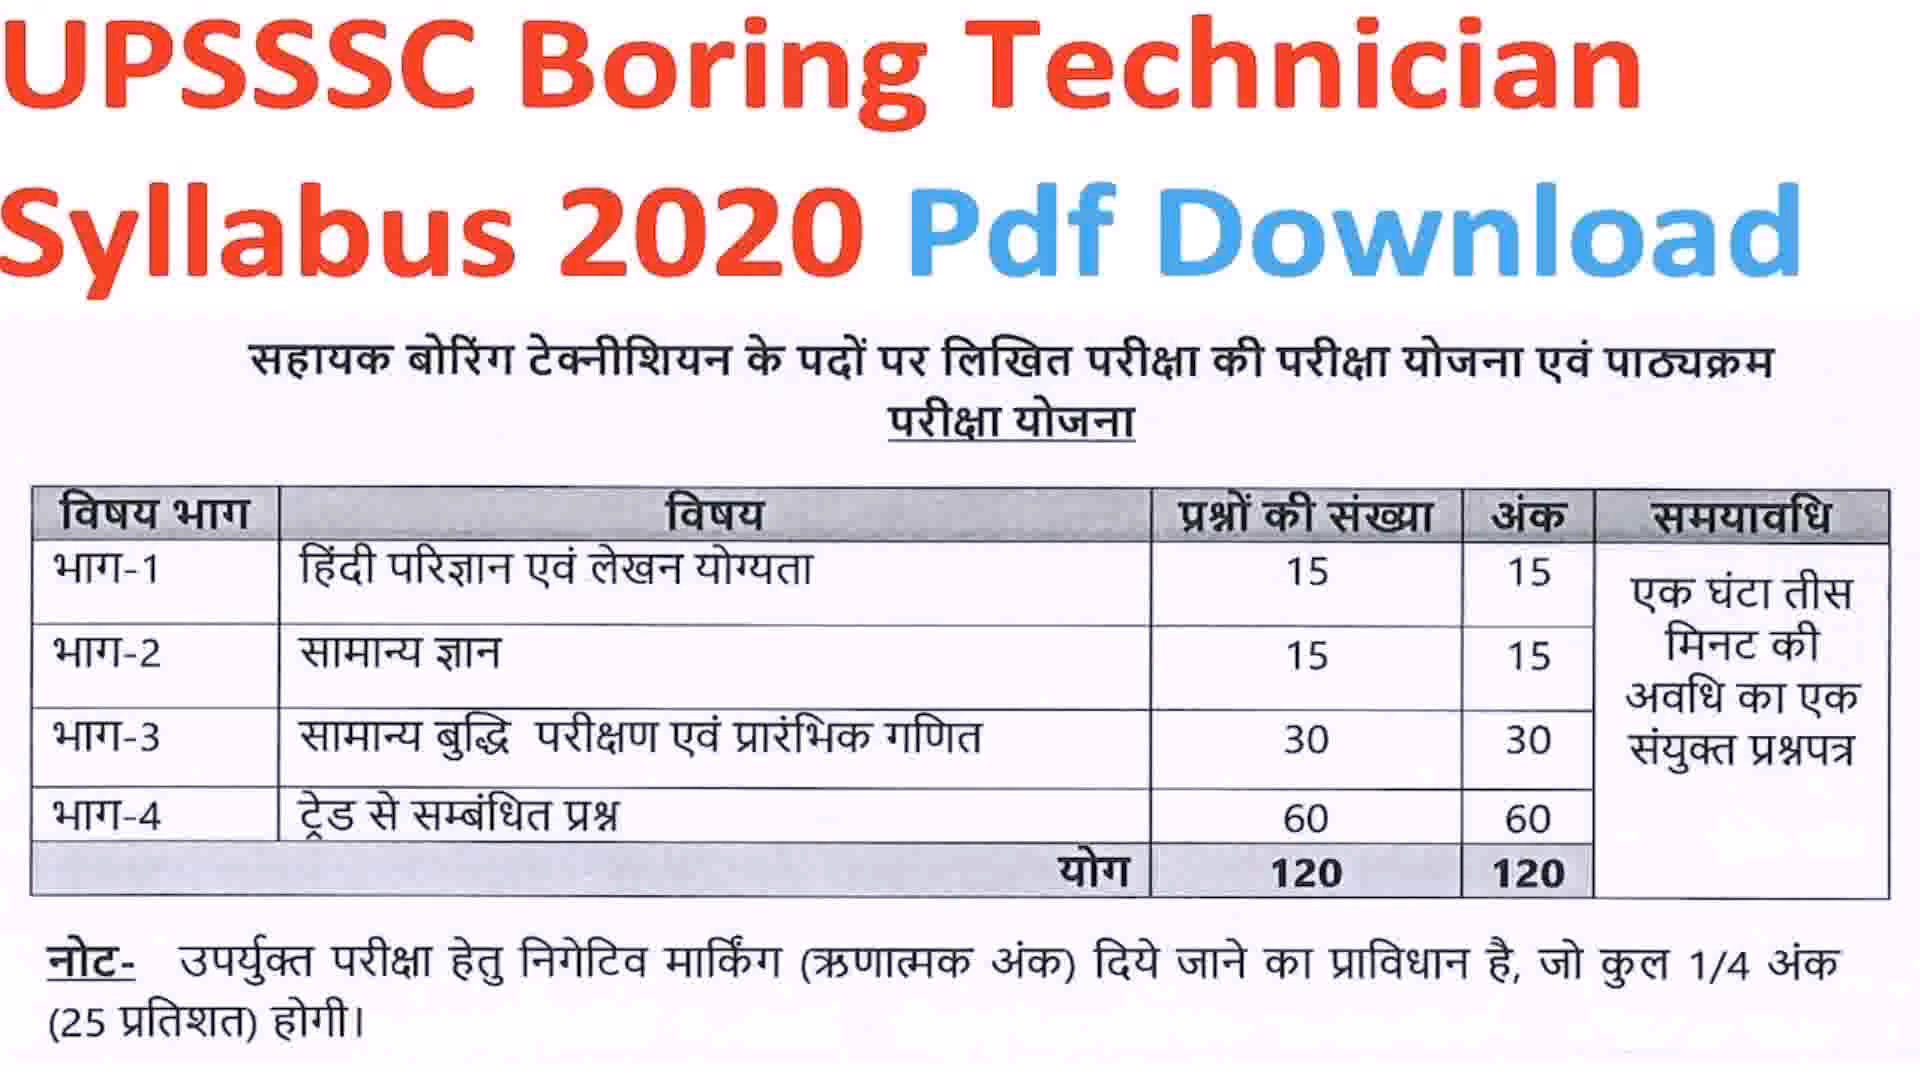 UPSSSC Boring Technician
Syllabus 2020 Pdf Download
सहायक बोरिंग टेक्नीशियन के पदों पर लिखित परीक्षा की परीक्षा योजना एवं पाठ्यक्रम
परीक्षा योजना
विषय भाग विषय प्रश्नों की संख्या अंक समयावधि
भाग-1 हिंदी परिज्ञान एवं लेखन योग्यता 15 15
एक घंटा तीस
मिनट की
अवधि का एक
संयुक्त प्रश्नपत्र
भाग-2 सामान्य ज्ञान 15 15
भाग-3 सामान्य बुद्धि परीक्षण एवं प्रारंभिक गणित 30 30
भाग-4 ट्रेड से सम्बंधित प्रश्न 60 60
योग 120 120
नोट- उपर्युक्त परीक्षा हेतु निगेटिव मार्किंग (ऋणात्मक अंक) दिये जाने का प्राविधान है, जो कुल 1/4 अंक
(25 प्रतिशत) होगी।